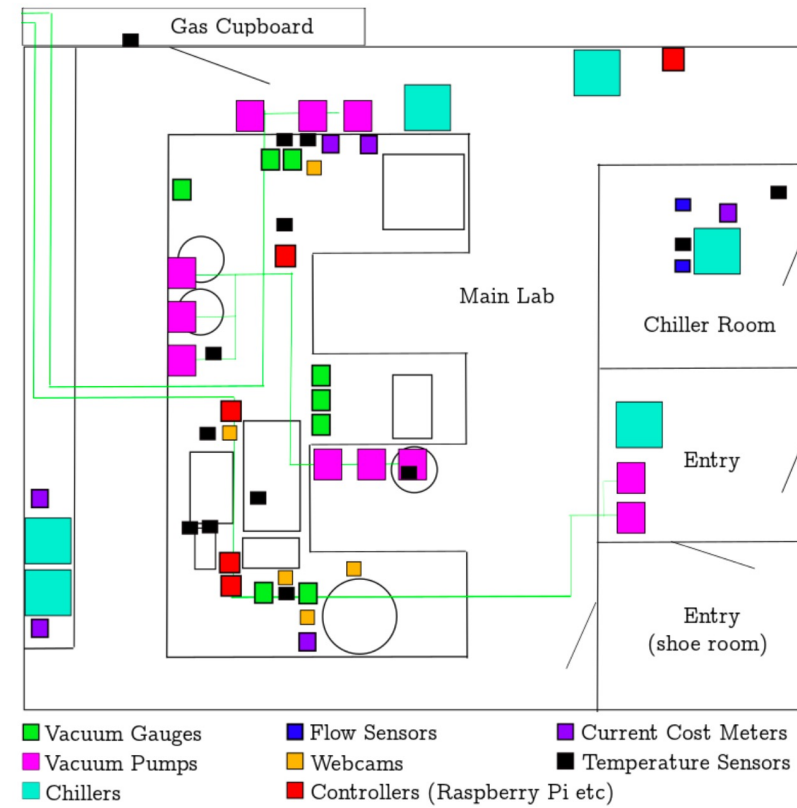 Gas Cupboard
Main Lab
Chiller Room
Entry
Entry
(shoe room)
Vacuum Gauges
Flow Sensors
Current Cost Meters
Vacuum Pumps
Webcams
Temperature Sensors
Chillers
Controllers (Raspberry Pi etc)